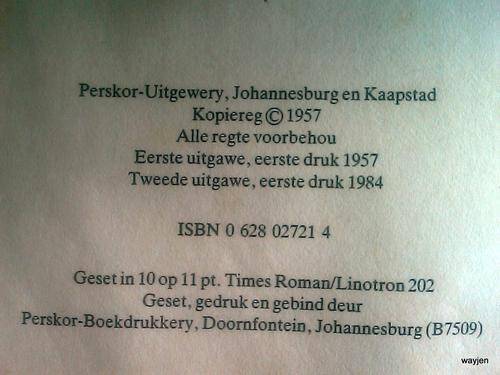 Perskor-Uitgewery, Johannesburg en Kaapstad
Kopiereg © 1957
Alle regte voorbehou
Eerste uitgawe, eerste druk 1957
Tweede uitgawe, eerste druk 1984
ISBN 0 628 02721 4
Geset in 10 op 11 pt. Times Roman/Linotron 202
Geset, gedruk en gebind deur
Perskor-Boekdrukkery, Doornfontein, Johannesburg (B7509)
wayjen